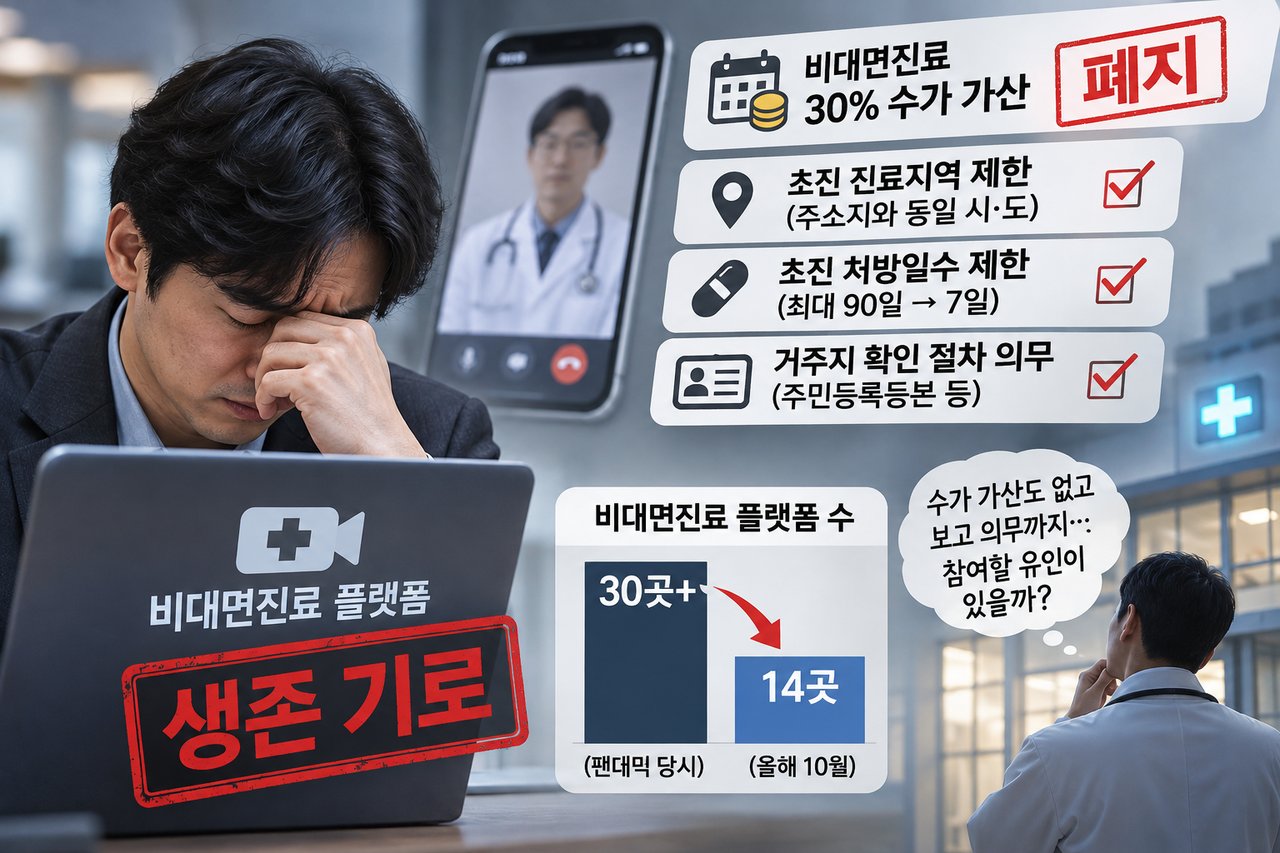 비대면진료
30% 수가 가산
폐지
초진 진료지역 제한
(주소지와 동일 시·도)
초진 처방일수 제한
(최대 90일 → 7일)
거주지 확인 절차 의무
(주민등록등본 등)
비대면진료 플랫폼
생존 기로
비대면진료 플랫폼 수
30곳+
14곳
(팬대믹 당시)
(올해 10월)
수가 가산도 없고
보고 의무까지…
참여할 유인이
있을까?